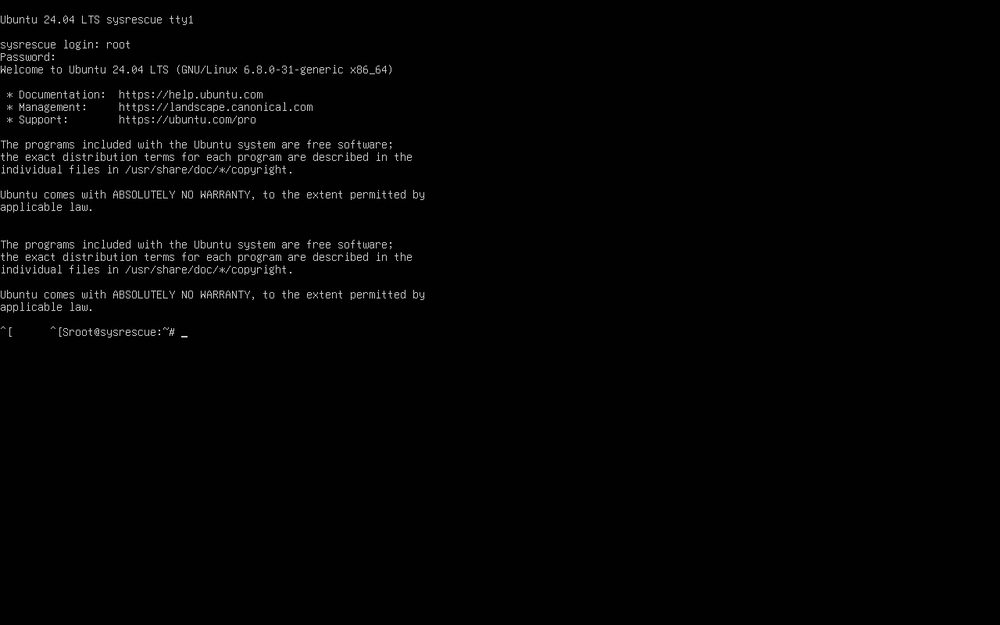 Ubuntu 24.04 LTS sysrescue tty1
sysrescue login: root
Password:
Welcome to Ubuntu 24.04 LTS (GNU/Linux 6.8.0-31-generic x86_64)
 * Documentation:  https://help.ubuntu.com
 * Management:     https://landscape.canonical.com
 * Support:        https://ubuntu.com/pro
The programs included with the Ubuntu system are free software;
the exact distribution terms for each program are described in the
individual files in /usr/share/doc/*/copyright.
Ubuntu comes with ABSOLUTELY NO WARRANTY, to the extent permitted by
applicable law.
The programs included with the Ubuntu system are free software;
the exact distribution terms for each program are described in the
individual files in /usr/share/doc/*/copyright.
Ubuntu comes with ABSOLUTELY NO WARRANTY, to the extent permitted by
applicable law.
^[      ^[Sroot@sysrescue:~# _